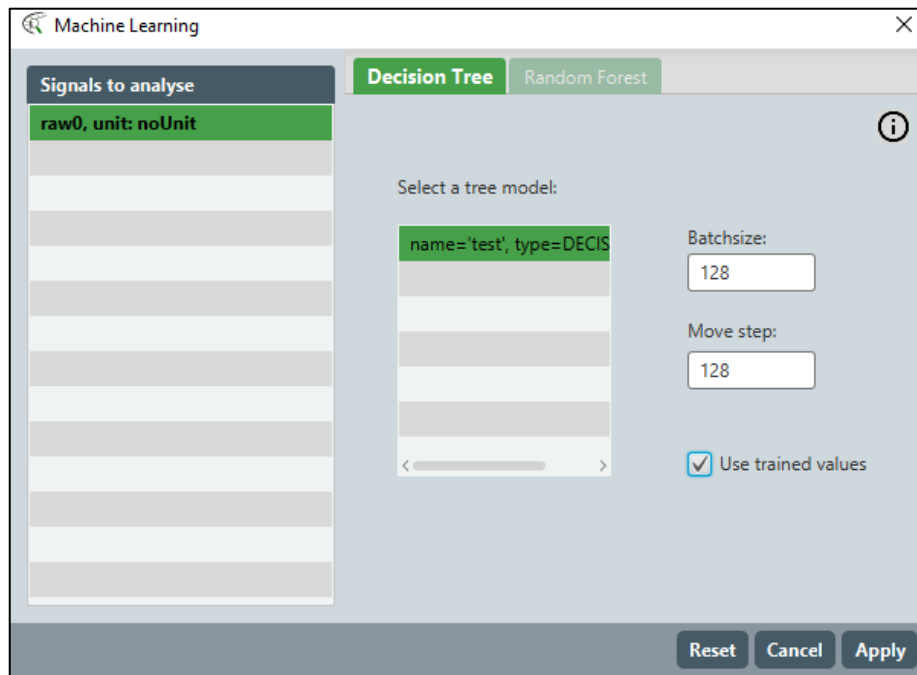 Machine Learning
Signals to analyse
raw0, unit: noUnit
Decision Tree
Random Forest
Select a tree model:
name='test', type=DECIS
Batchsize:
128
Move step:
128
Use trained values
Reset
Cancel
Apply